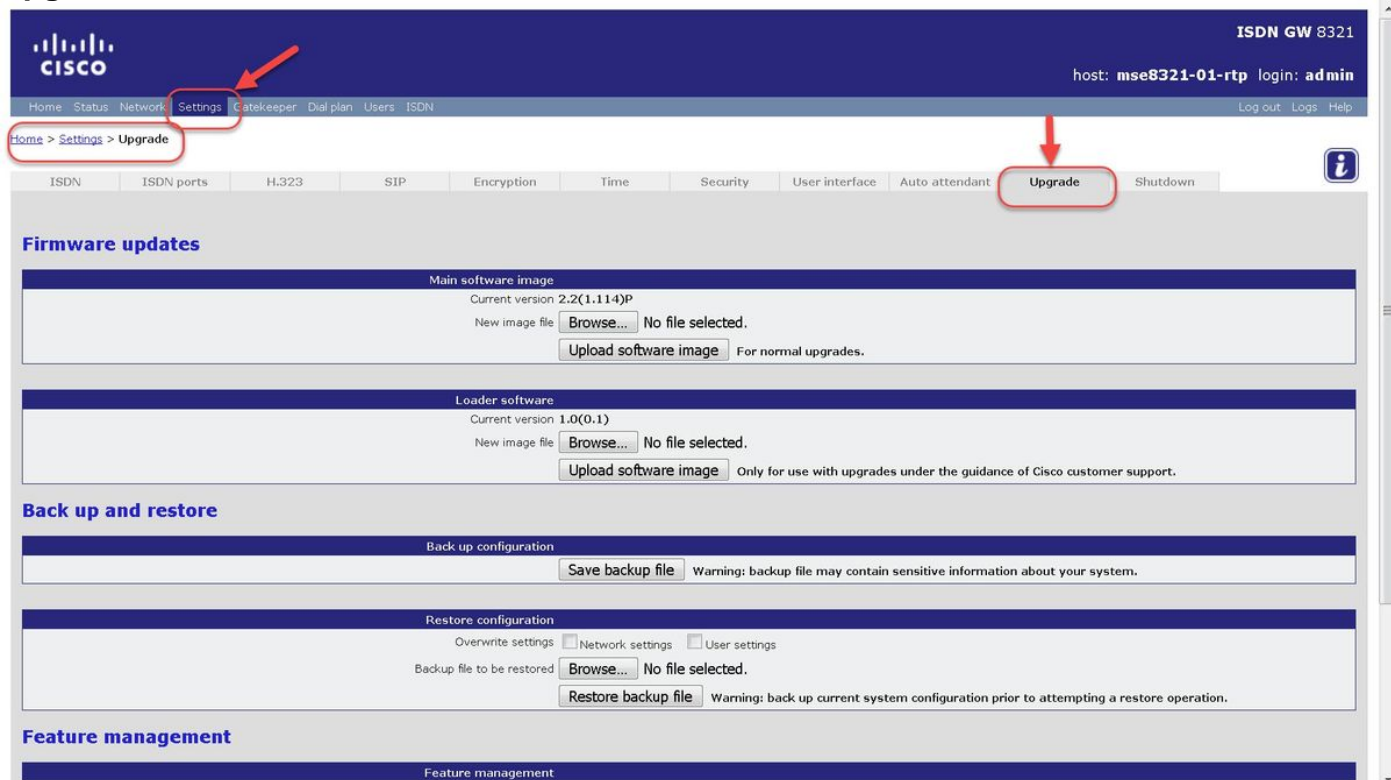 CISCO
ISDN GW 8321
host: mse8321-01-rtp login: admin
Home Status Network Settings Gatekeeper Dial plan Users ISDN Log out Logs Help
Home > Settings > Upgrade
i
ISDN ISDN ports H.323 SIP Encryption Time Security User interface Auto attendant Upgrade Shutdown
Firmware updates
Main software image
Current version 2.2(1.114)P
New image file Browse... No file selected.
Upload software image For normal upgrades.
Loader software
Current version 1.0(0.1)
New image file Browse... No file selected.
Upload software image Only for use with upgrades under the guidance of Cisco customer support.
Back up and restore
Back up configuration
Save backup file Warning: backup file may contain sensitive information about your system.
Restore configuration
Overwrite settings Network settings User settings
Backup file to be restored Browse... No file selected.
Restore backup file Warning: back up current system configuration prior to attempting a restore operation.
Feature management
Feature management